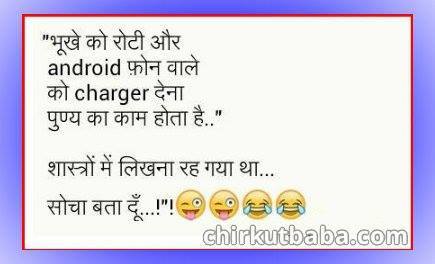 "भूखे को रोटी और
android फ़ोन वाले
को charger देना
पुण्य का काम होता है.."
शास्त्रों में लिखना रह गया था...
सोचा बता दूँ...!"!😜😜😂😂
chirkutbaba.com